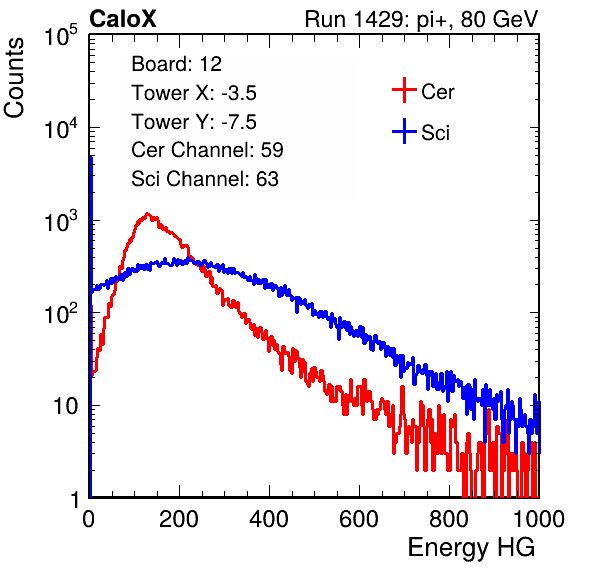 CaloX Run 1429: pi+, 80 GeV
Counts
Board: 12
Tower X: -3.5
Tower Y: -7.5
Cer Channel: 59
Sci Channel: 63
Cer
Sci
10^5
10^4
10^3
10^2
10
1
0 200 400 600 800 1000
Energy HG